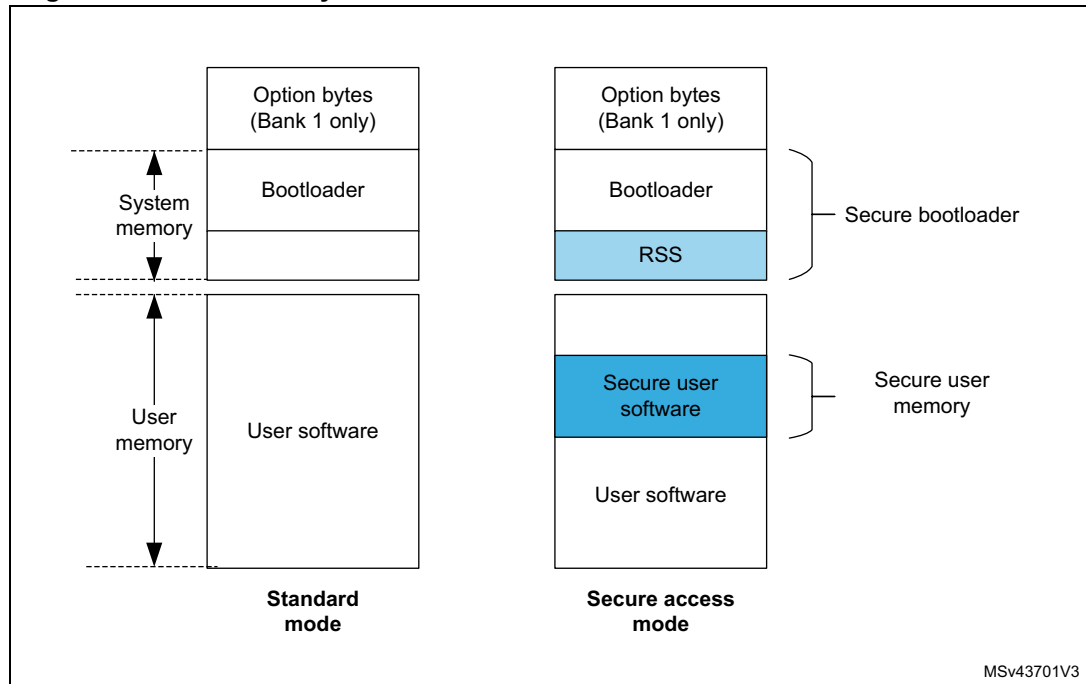 Option bytes
(Bank 1 only)
Bootloader
System
memory
User
memory
User software
Standard
mode
Option bytes
(Bank 1 only)
Bootloader
RSS
Secure bootloader
Secure user
software
Secure user
memory
User software
Secure access
mode
MSv43701V3